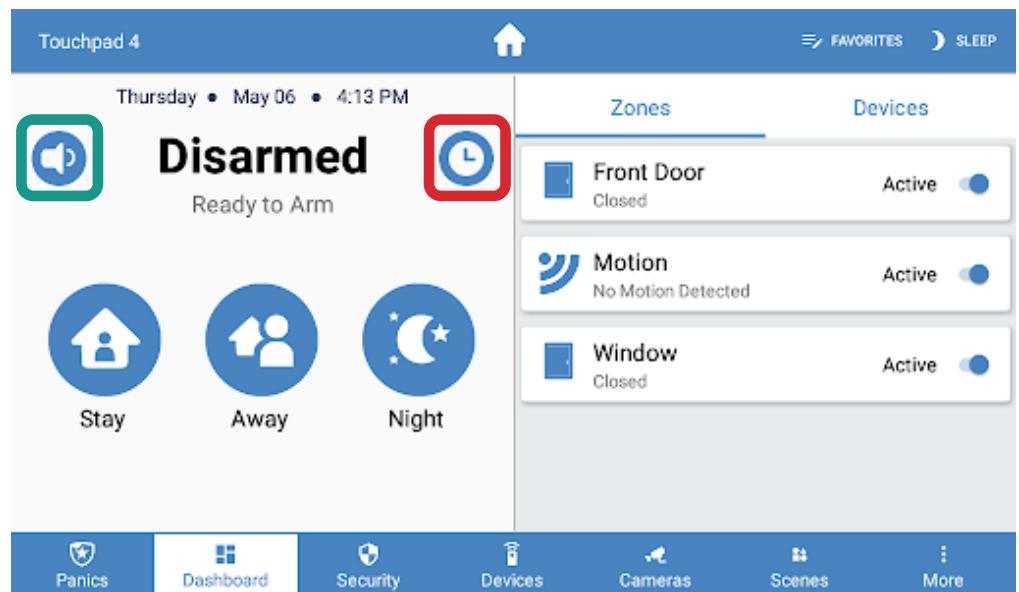 Touchpad 4
FAVORITES
SLEEP
Thursday • May 06 • 4:13 PM
Disarmed
Ready to Arm
Stay
Away
Night
Zones
Devices
Front Door
Closed
Active
Motion
No Motion Detected
Active
Window
Closed
Active
Panics
Dashboard
Security
Devices
Cameras
Scenes
More